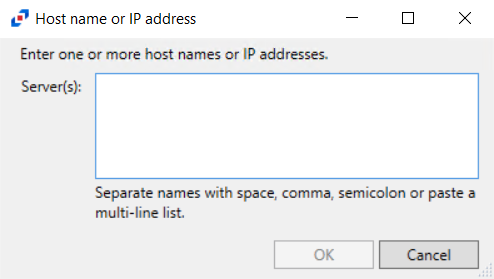 Host name or IP address
Enter one or more host names or IP addresses.
Server(s):
Separate names with space, comma, semicolon or paste a
multi-line list.
OK
Cancel